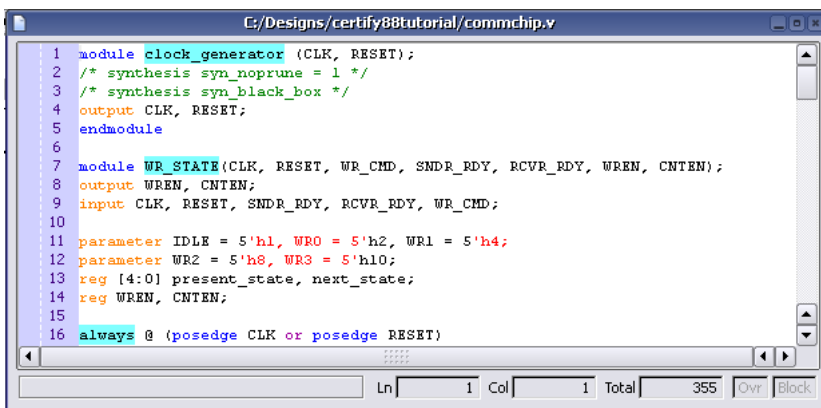 C:/Designs/certify88tutorial/commchip.v
1 module clock_generator (CLK, RESET);
2 /* synthesis syn_noprune = 1 */
3 /* synthesis syn_black_box */
4 output CLK, RESET;
5 endmodule
6
7 module WR_STATE(CLK, RESET, WR_CMD, SNDR_RDY, RCVR_RDY, WREN, CNTEN);
8 output WREN, CNTEN;
9 input CLK, RESET, SNDR_RDY, RCVR_RDY, WR_CMD;
10
11 parameter IDLE = 5'h1, WR0 = 5'h2, WR1 = 5'h4;
12 parameter WR2 = 5'h8, WR3 = 5'h10;
13 reg [4:0] present_state, next_state;
14 reg WREN, CNTEN;
15
16 always @ (posedge CLK or posedge RESET)
Ln 1 Col 1 Total 355 Ovr Block